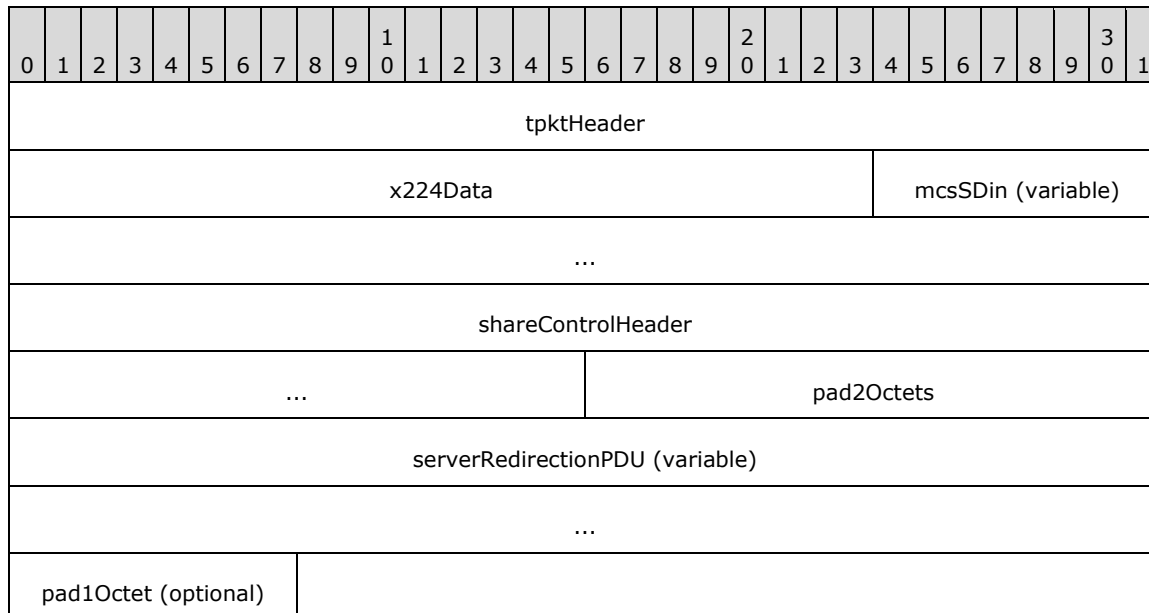 1 2 3
0 1 2 3 4 5 6 7 8 9 0 1 2 3 4 5 6 7 8 9 0 1 2 3 4 5 6 7 8 9 0 1
tpktHeader
x224Data mcsSDin (variable)
...
shareControlHeader
... pad2Octets
serverRedirectionPDU (variable)
...
pad1Octet (optional)